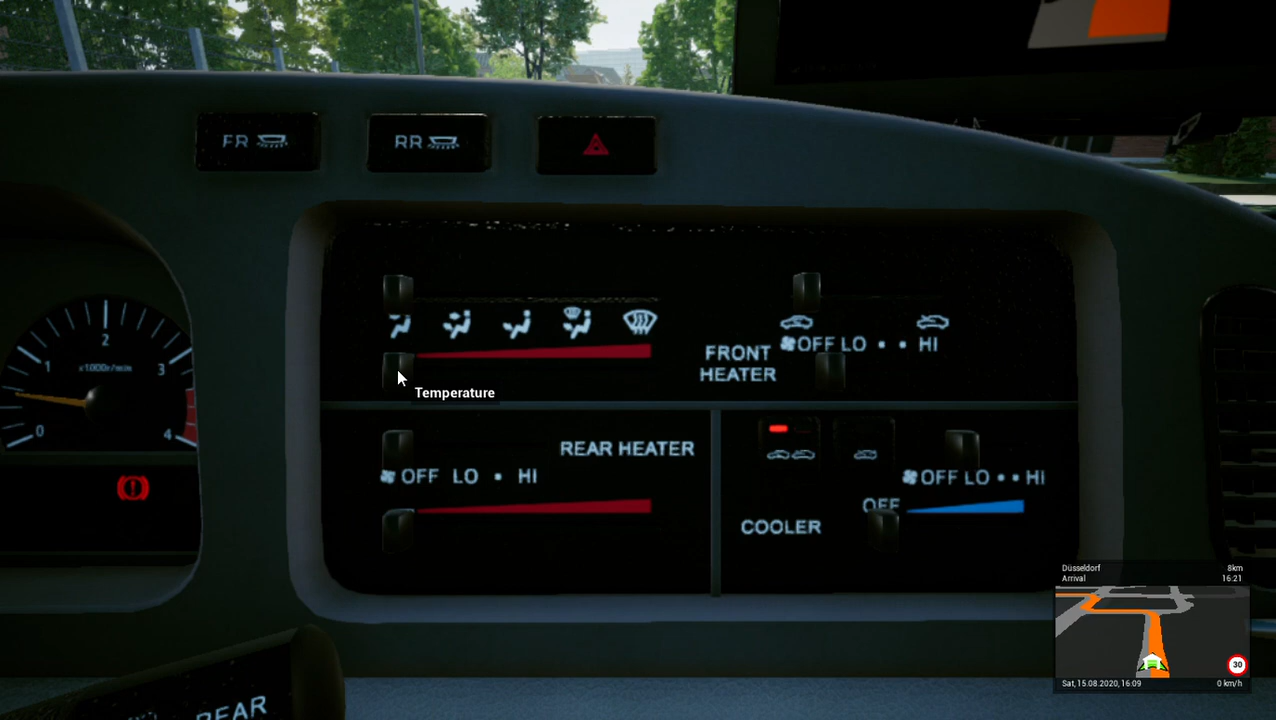 FR
RR
OFF LO • • HI
FRONT
HEATER
Temperature
REAR HEATER
OFF LO • HI
OFF LO • • HI
OFF
COOLER
0
1
2
3
4
x1000r/min
REAR
Düsseldorf 8km
Arrival 16:21
30
Sat, 15.08.2020, 16:09 0 km/h